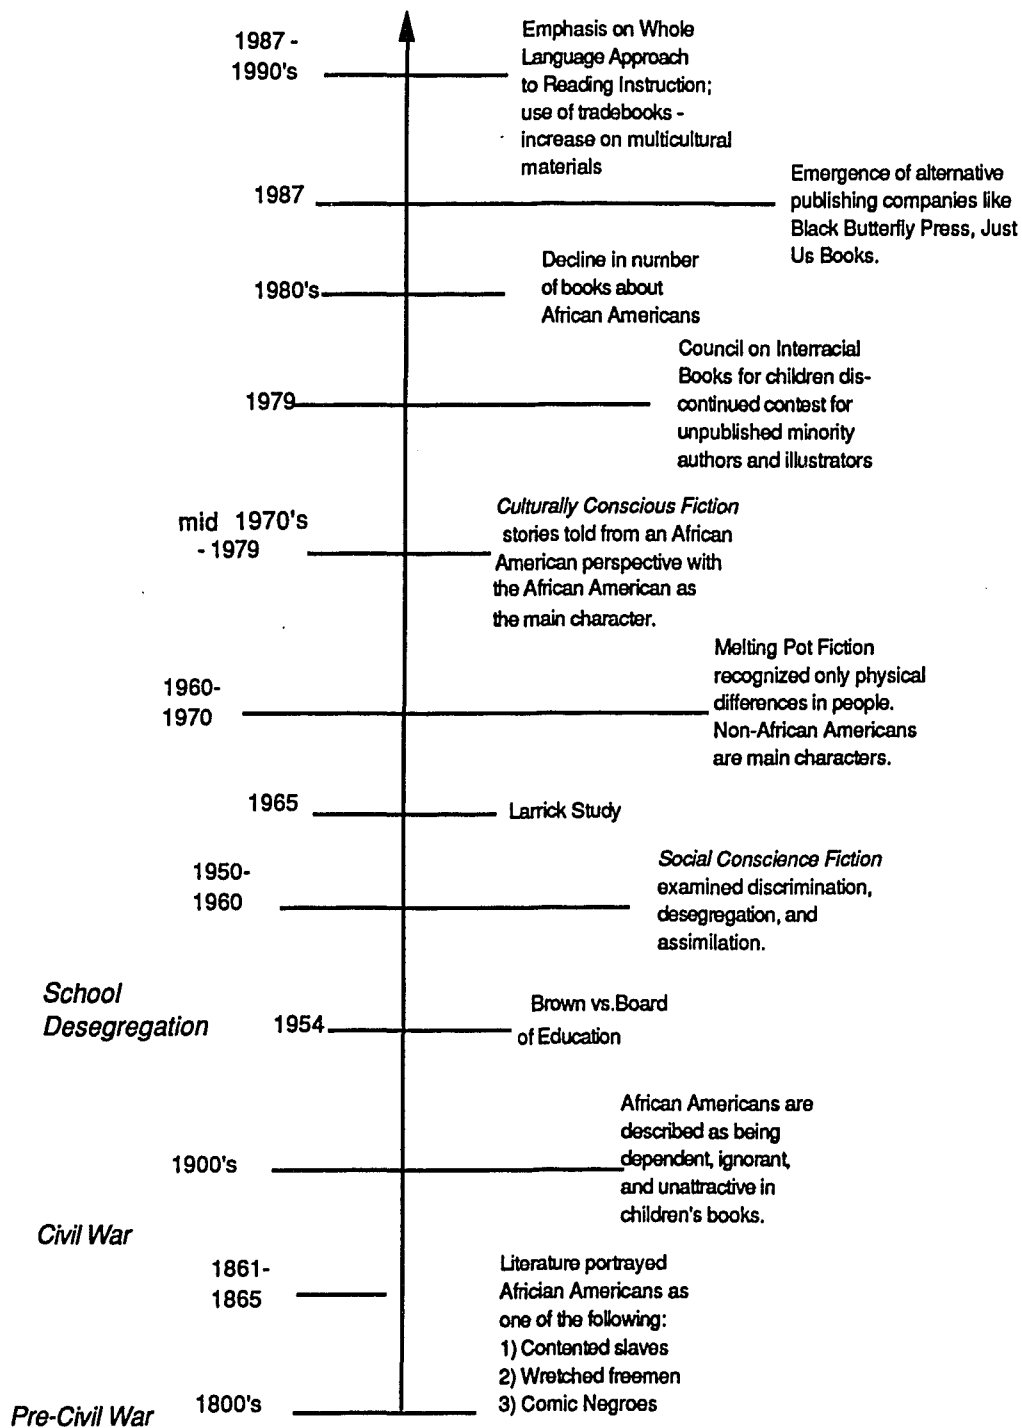 1987 -
1990's
Emphasis on Whole
Language Approach
to Reading Instruction;
use of tradebooks -
increase on multicultural
materials
1987
Emergence of alternative
publishing companies like
Black Butterfly Press, Just
Us Books.
1980's
Decline in number
of books about
African Americans
1979
Council on Interracial
Books for children dis-
continued contest for
unpublished minority
authors and illustrators
mid 1970's
- 1979
Culturally Conscious Fiction
stories told from an African
American perspective with
the African American as
the main character.
1960-
1970
Melting Pot Fiction
recognized only physical
differences in people.
Non-African Americans
are main characters.
1965
Larrick Study
1950-
1960
Social Conscience Fiction
examined discrimination,
desegregation, and
assimilation.
School
Desegregation
1954
Brown vs.Board
of Education
1900's
African Americans are
described as being
dependent, ignorant,
and unattractive in
children's books.
Civil War
1861-
1865
Literature portrayed
Africian Americans as
one of the following:
1) Contented slaves
2) Wretched freemen
3) Comic Negroes
Pre-Civil War
1800's